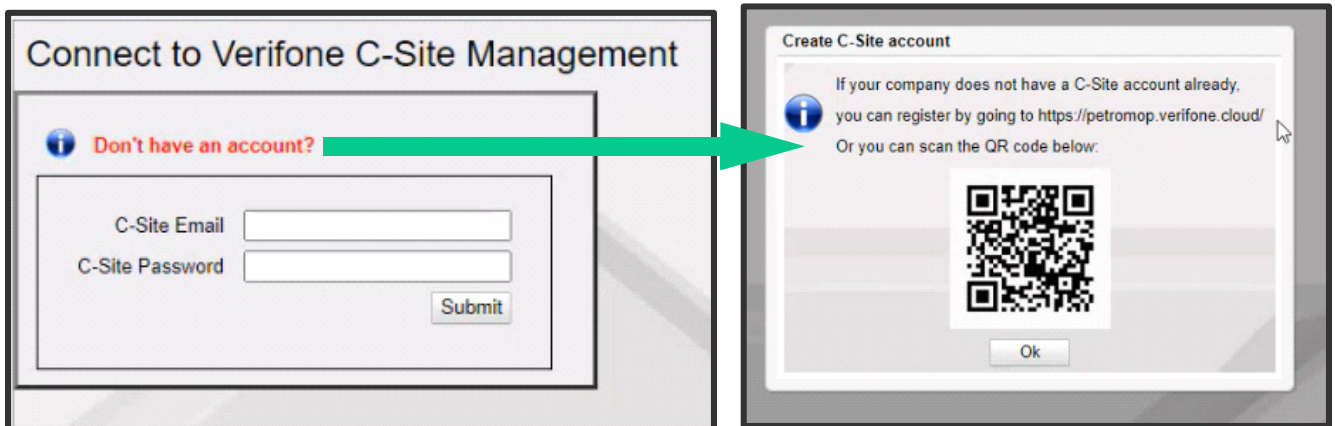 Connect to Verifone C-Site Management
Don't have an account?
C-Site Email
C-Site Password
Submit
Create C-Site account
If your company does not have a C-Site account already,
you can register by going to https://petromop.verifone.cloud/
Or you can scan the QR code below:
Ok